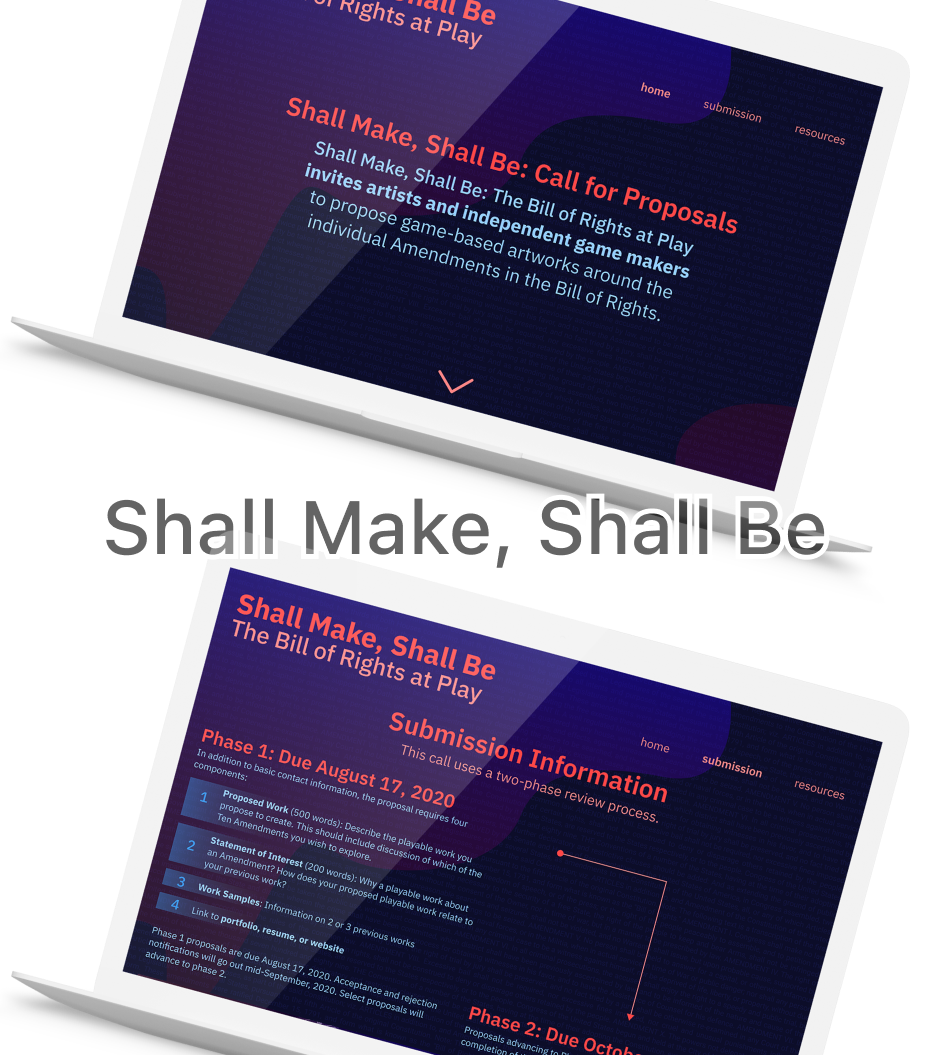 Shall Be
of Rights at Play
home
submission
resources
Shall Make, Shall Be: Call for Proposals
Shall Make, Shall Be: The Bill of Rights at Play
invites artists and independent game makers
to propose game-based artworks around the
individual Amendments in the Bill of Rights.
Shall Make, Shall Be
Shall Make, Shall Be
The Bill of Rights at Play
home
submission
resources
Submission Information
This call uses a two-phase review process.
Phase 1: Due August 17, 2020
In addition to basic contact information, the proposal requires four
components:
1
Proposed Work (500 words): Describe the playable work you
propose to create. This should include discussion of which of the
Ten Amendments you wish to explore.
2
Statement of Interest (200 words): Why a playable work about
an Amendment? How does your proposed playable work relate to
your previous work?
3
Work Samples: Information on 2 or 3 previous works
4
Link to portfolio, resume, or website
Phase 1 proposals are due August 17, 2020. Acceptance and rejection
notifications will go out mid-September, 2020. Select proposals will
advance to phase 2.
Phase 2: Due Octo
Proposals advancing to
completion of